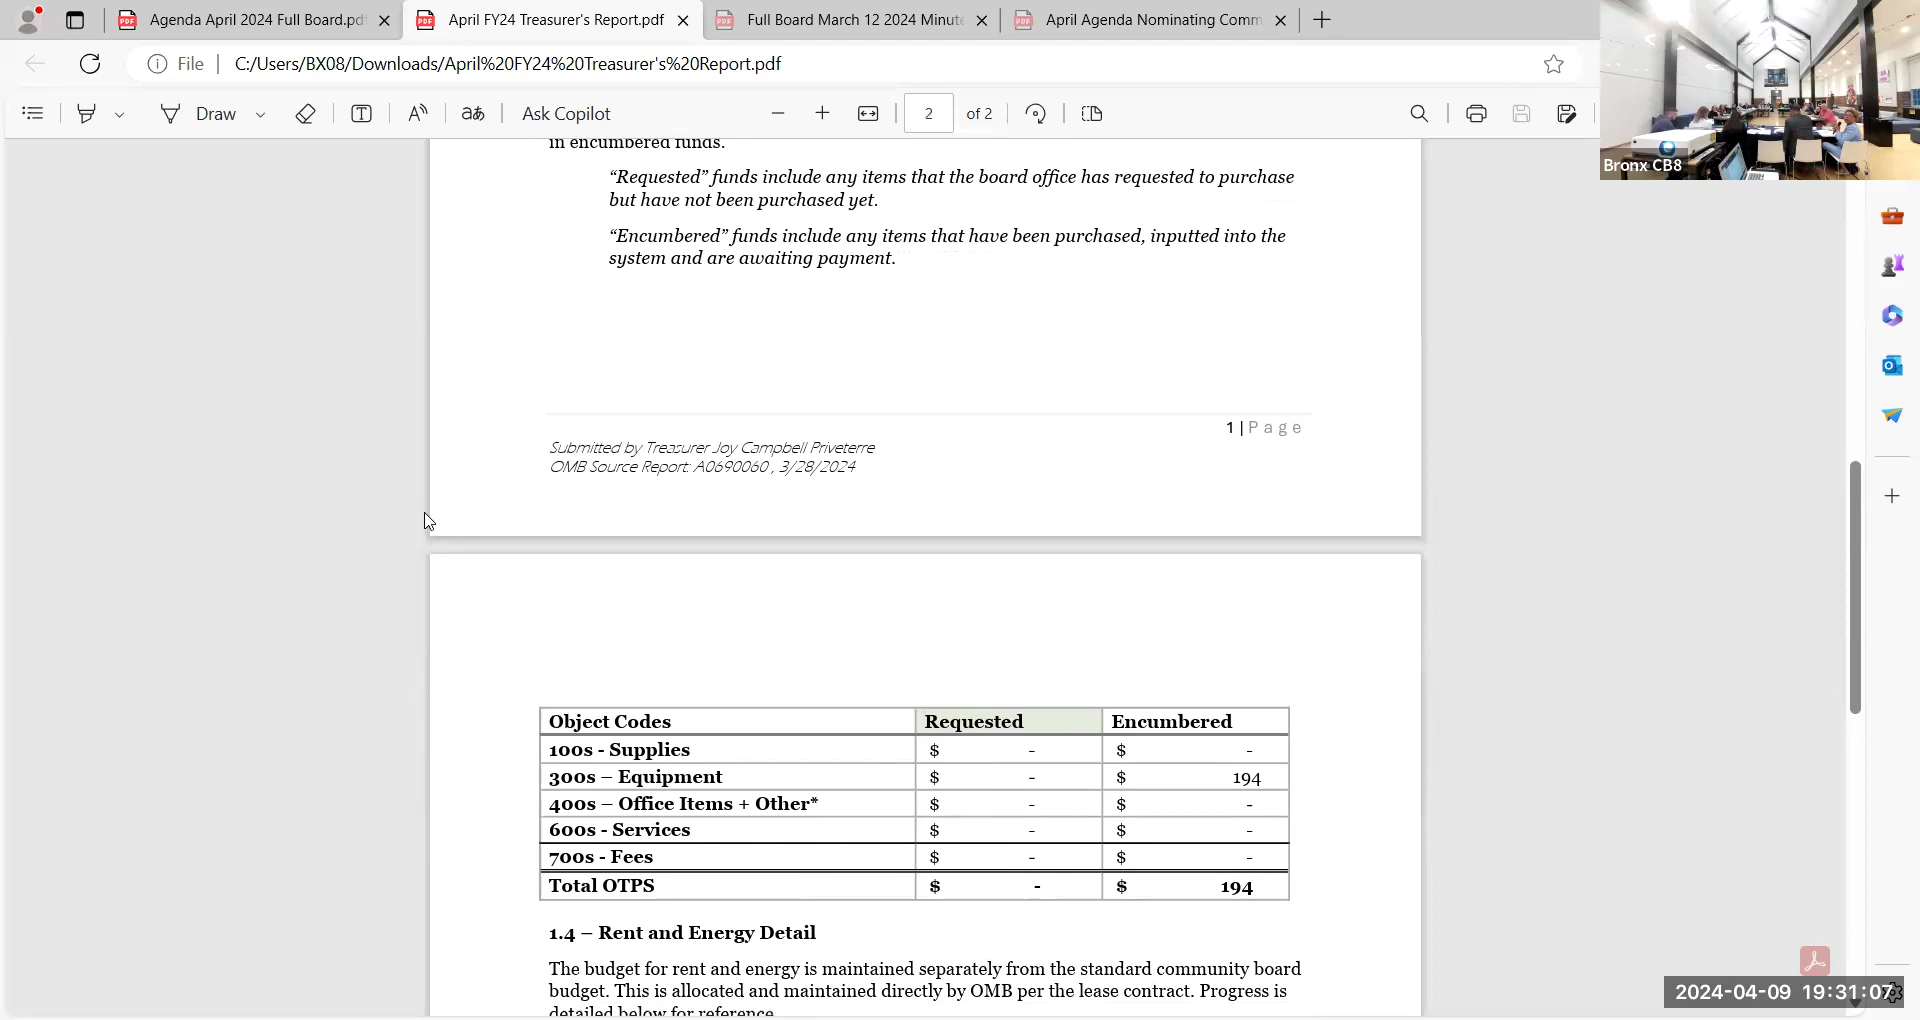 Agenda April 2024 Full Board.pdf
April FY24 Treasurer's Report.pdf
Full Board March 12 2024 Minute
April Agenda Nominating Comm
File
C:/Users/BX08/Downloads/April%20FY24%20Treasurer's%20Report.pdf
Draw
Ask Copilot
2 of 2
Bronx CB8
in encumbered funds.
“Requested” funds include any items that the board office has requested to purchase
but have not been purchased yet.
“Encumbered” funds include any items that have been purchased, inputted into the
system and are awaiting payment.
1 | Page
Submitted by Treasurer Joy Campbell Priveterre
OMB Source Report: A0690060 , 3/28/2024
Object Codes Requested Encumbered
100s - Supplies $ - $ -
300s – Equipment $ - $ 194
400s – Office Items + Other* $ - $ -
600s - Services $ - $ -
700s - Fees $ - $ -
Total OTPS $ - $ 194
1.4 – Rent and Energy Detail
The budget for rent and energy is maintained separately from the standard community board
budget. This is allocated and maintained directly by OMB per the lease contract. Progress is
detailed below for reference.
2024-04-09 19:31:07